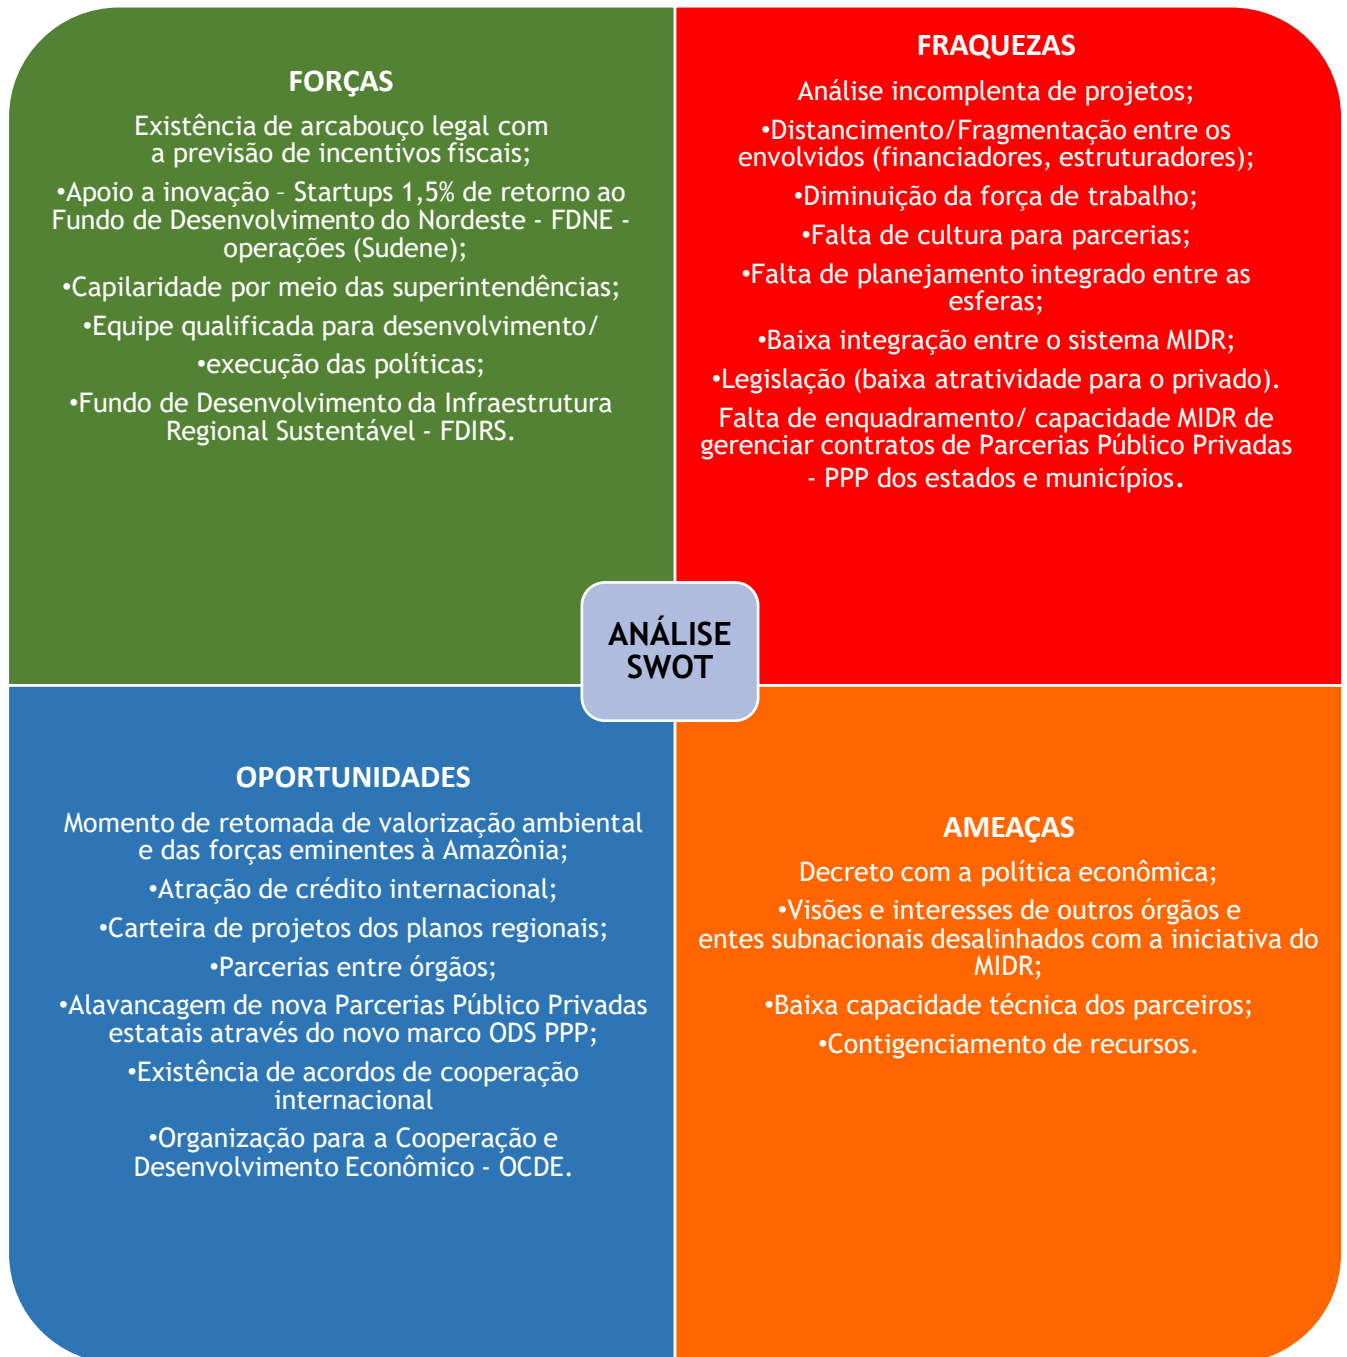 FORÇAS
Existência de arcabouço legal com
a previsão de incentivos fiscais;
•Apoio a inovação – Startups 1,5% de retorno ao
Fundo de Desenvolvimento do Nordeste - FDNE -
operações (Sudene);
•Capilaridade por meio das superintendências;
•Equipe qualificada para desenvolvimento/
•execução das políticas;
•Fundo de Desenvolvimento da Infraestrutura
Regional Sustentável - FDIRS.
FRAQUEZAS
Análise incomplenta de projetos;
•Distancimento/Fragmentação entre os
envolvidos (financiadores, estruturadores);
•Diminuição da força de trabalho;
•Falta de cultura para parcerias;
•Falta de planejamento integrado entre as
esferas;
•Baixa integração entre o sistema MIDR;
•Legislação (baixa atratividade para o privado).
Falta de enquadramento/ capacidade MIDR de
gerenciar contratos de Parcerias Público Privadas
- PPP dos estados e municípios.
ANÁLISE
SWOT
OPORTUNIDADES
Momento de retomada de valorização ambiental
e das forças eminentes à Amazônia;
•Atração de crédito internacional;
•Carteira de projetos dos planos regionais;
•Parcerias entre órgãos;
•Alavancagem de nova Parcerias Público Privadas
estatais através do novo marco ODS PPP;
•Existência de acordos de cooperação
internacional
•Organização para a Cooperação e
Desenvolvimento Econômico - OCDE.
AMEAÇAS
Decreto com a política econômica;
•Visões e interesses de outros órgãos e
entes subnacionais desalinhados com a iniciativa do
MIDR;
•Baixa capacidade técnica dos parceiros;
•Contigenciamento de recursos.